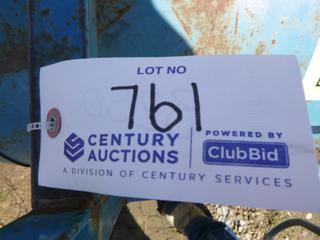 LOT NO
761
CENTURY
AUCTIONS
POWERED BY
ClubBid
A DIVISION OF CENTURY SERVICES